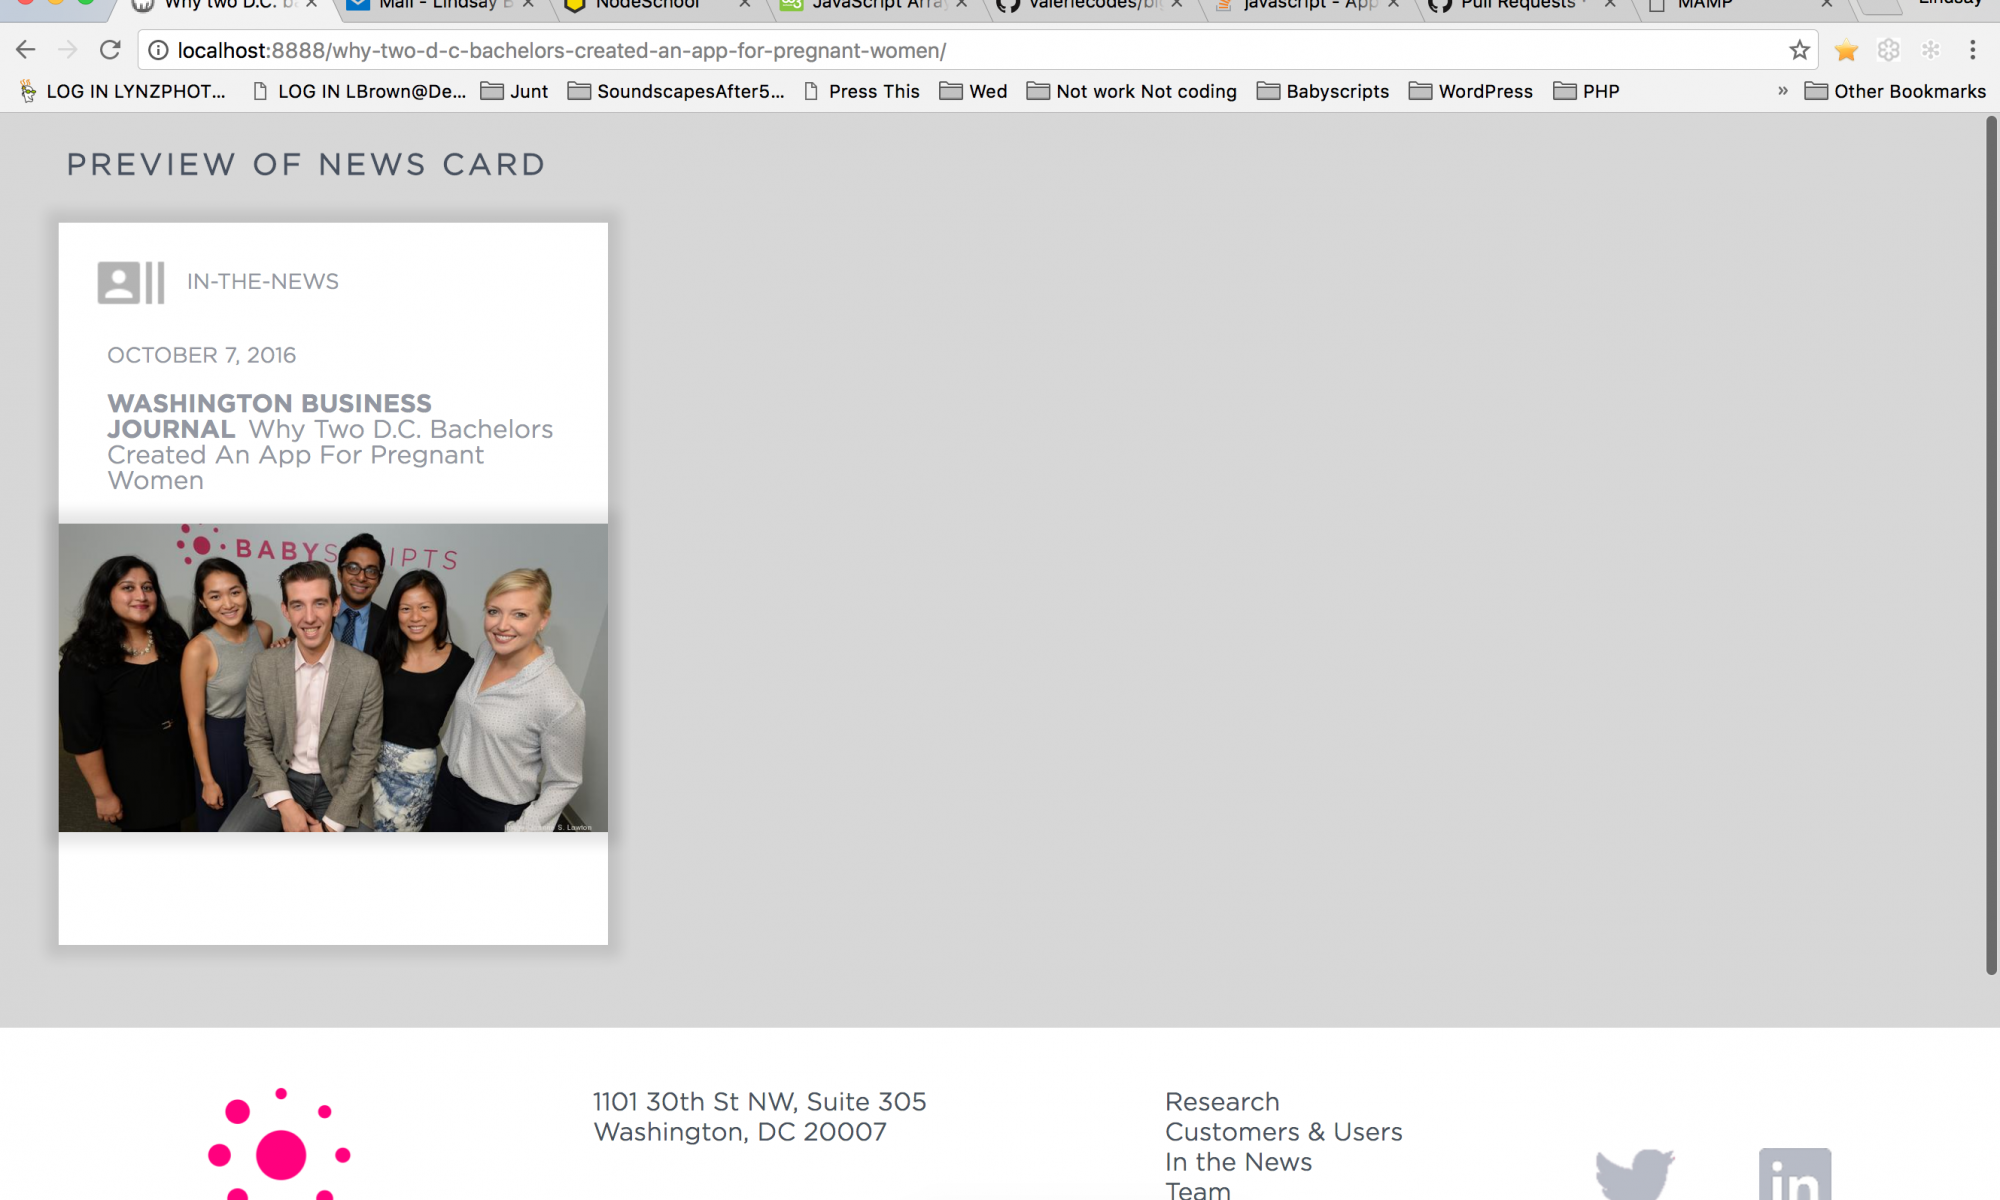 Why two D.C. ba
Mail - Lindsay B
NodeSchool
JavaScript Arra
valeriecodes/bi
javascript - App
Pull Requests ·
MAMP
Lindsay
localhost:8888/why-two-d-c-bachelors-created-an-app-for-pregnant-women/
LOG IN LYNZPHOT...
LOG IN LBrown@De...
Junt
SoundscapesAfter5...
Press This
Wed
Not work Not coding
Babyscripts
WordPress
PHP
»
Other Bookmarks
PREVIEW OF NEWS CARD
IN-THE-NEWS
OCTOBER 7, 2016
WASHINGTON BUSINESS
JOURNAL Why Two D.C. Bachelors
Created An App For Pregnant
Women
BABYSCRIPTS
S. Lawton
1101 30th St NW, Suite 305
Washington, DC 20007
Research
Customers & Users
In the News
Team
in